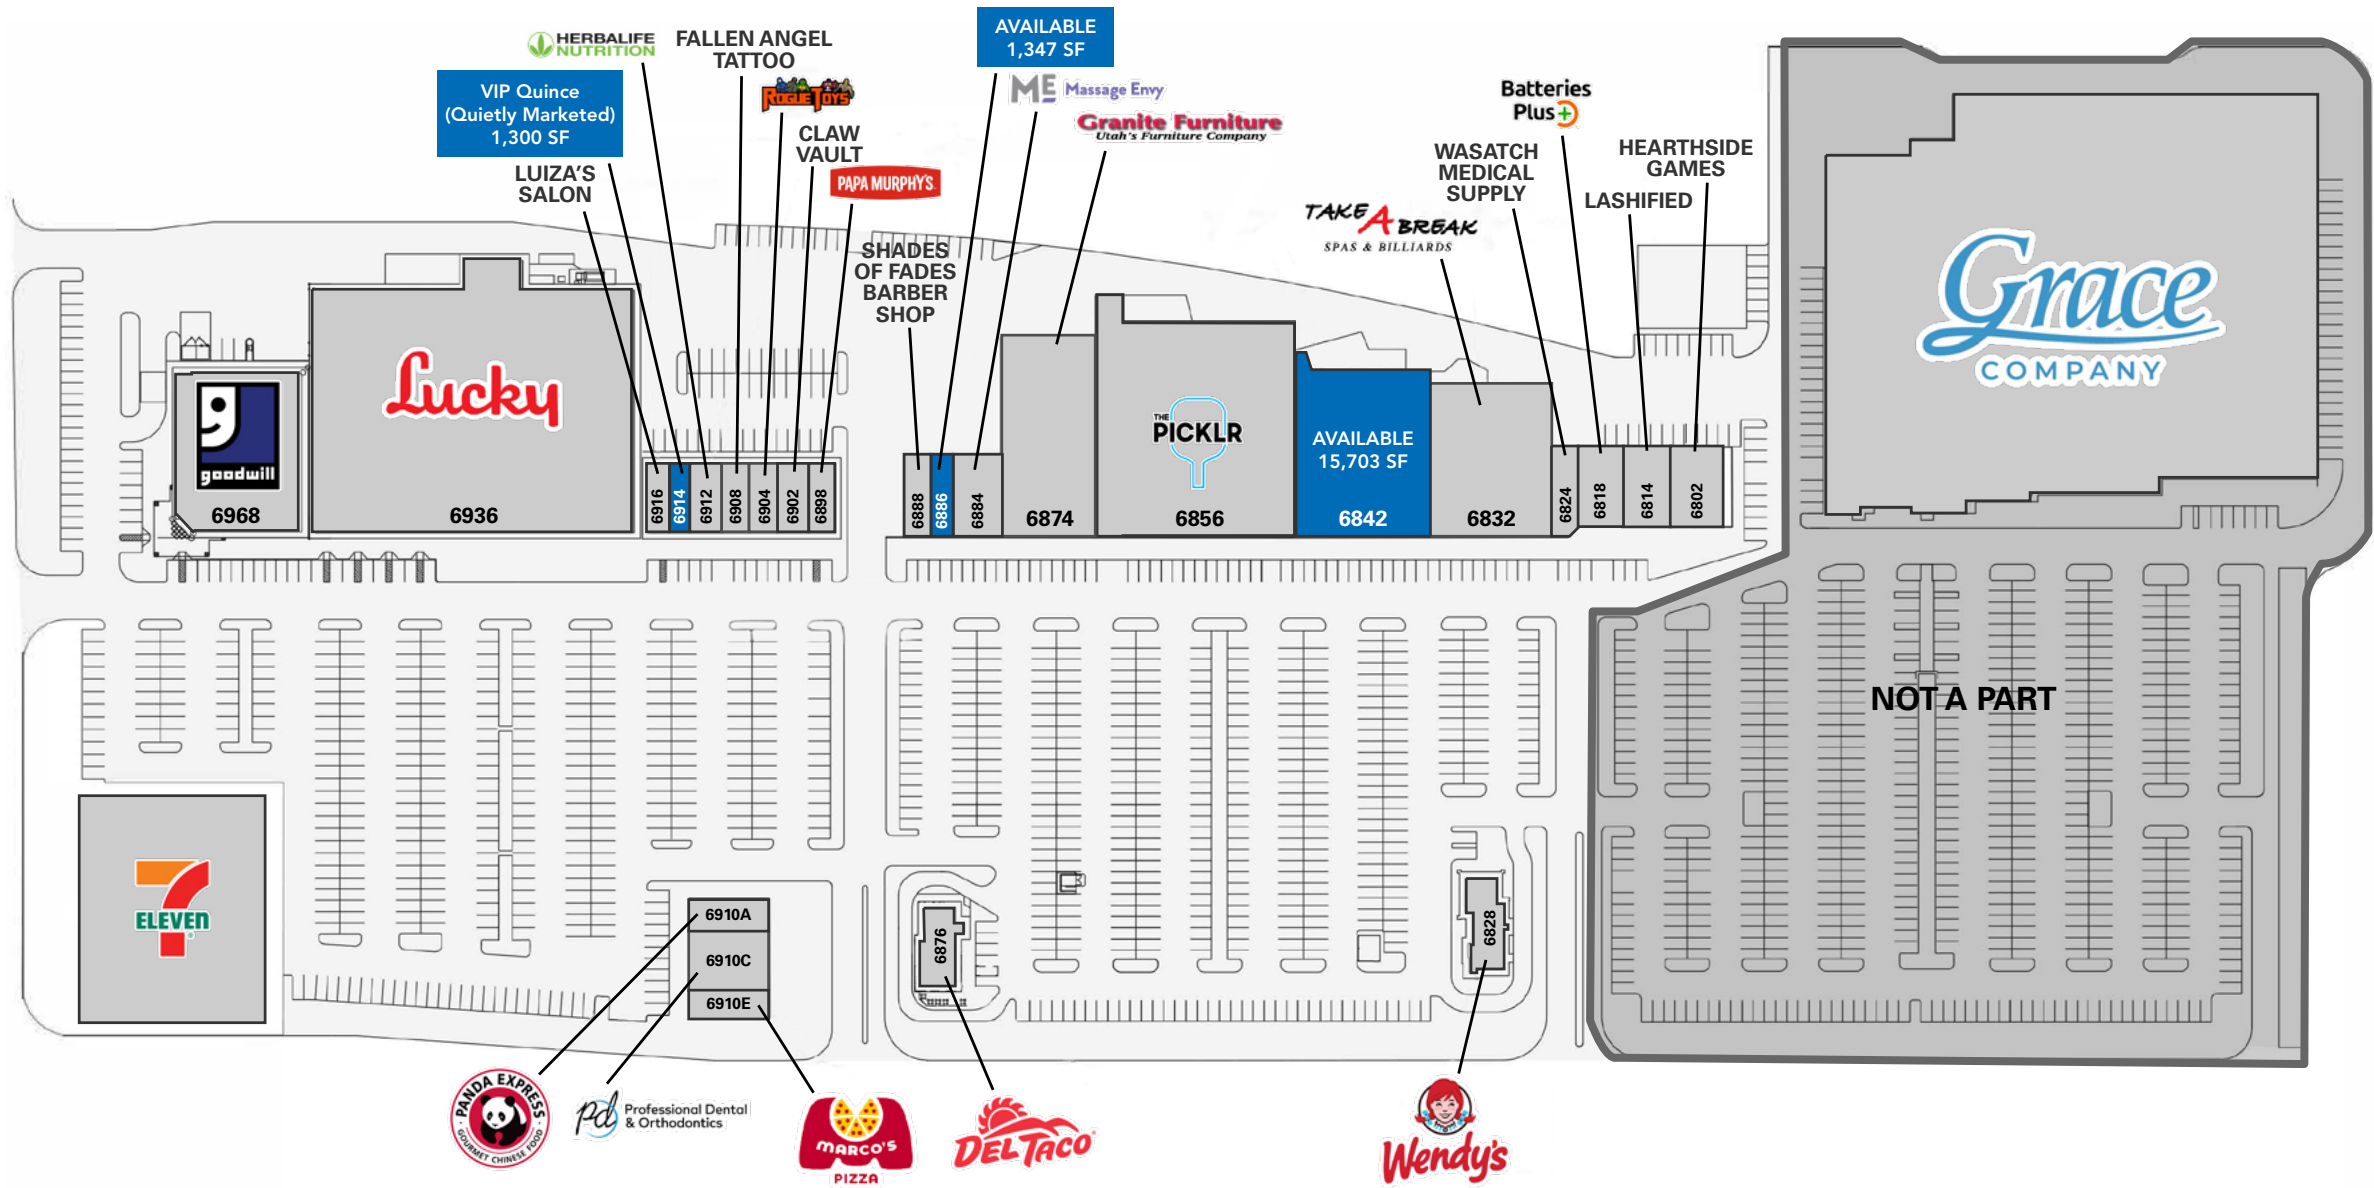 HERBALIFE
NUTRITION
FALLEN ANGEL
TATTOO
AVAILABLE
1,347 SF
VIP Quince
(Quietly Marketed)
1,300 SF
ROGUE TOYS
ME Massage Envy
Granite Furniture
Utah's Furniture Company
Batteries
Plus+
CLAW
VAULT
LUIZA'S
SALON
PAPA MURPHY'S
WASATCH
MEDICAL
SUPPLY
HEARTHSIDE
GAMES
LASHIFIED
TAKE A BREAK
SPAS & BILLIARDS
SHADES
OF FADES
BARBER
SHOP
Grace
COMPANY
goodwill
6968
Lucky
6936
6916
6914
6912
6908
6904
6902
6898
6888
6886
6884
6874
THE
PICKLR
6856
AVAILABLE
15,703 SF
6842
6832
6824
6818
6814
6802
NOT A PART
7
ELEVEN
6910A
6910C
6910E
6876
6828
PANDA EXPRESS
GOURMET CHINESE FOOD
pd Professional Dental
& Orthodontics
MARCO'S
PIZZA
DEL TACO
Wendy's